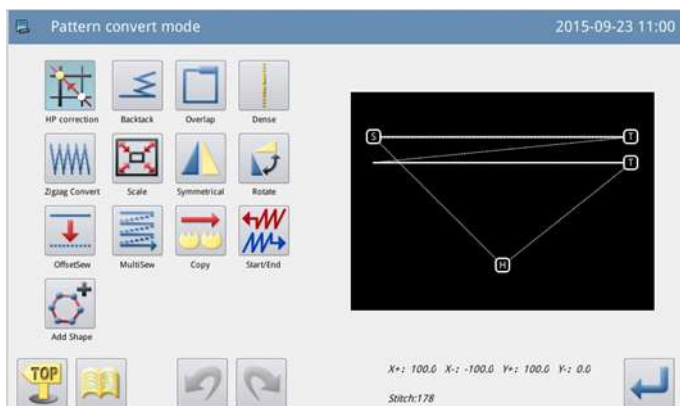 Pattern convert mode
2015-09-23 11:00
HP correction
Backtack
Overlap
Dense
Zigzag Convert
Scale
Symmetrical
Rotate
OffsetSew
MultiSew
Copy
Start/End
Add Shape
TOP
S
T
T
H
X+: 100.0 X-: -100.0 Y+: 100.0 Y-: 0.0
Stitch:178